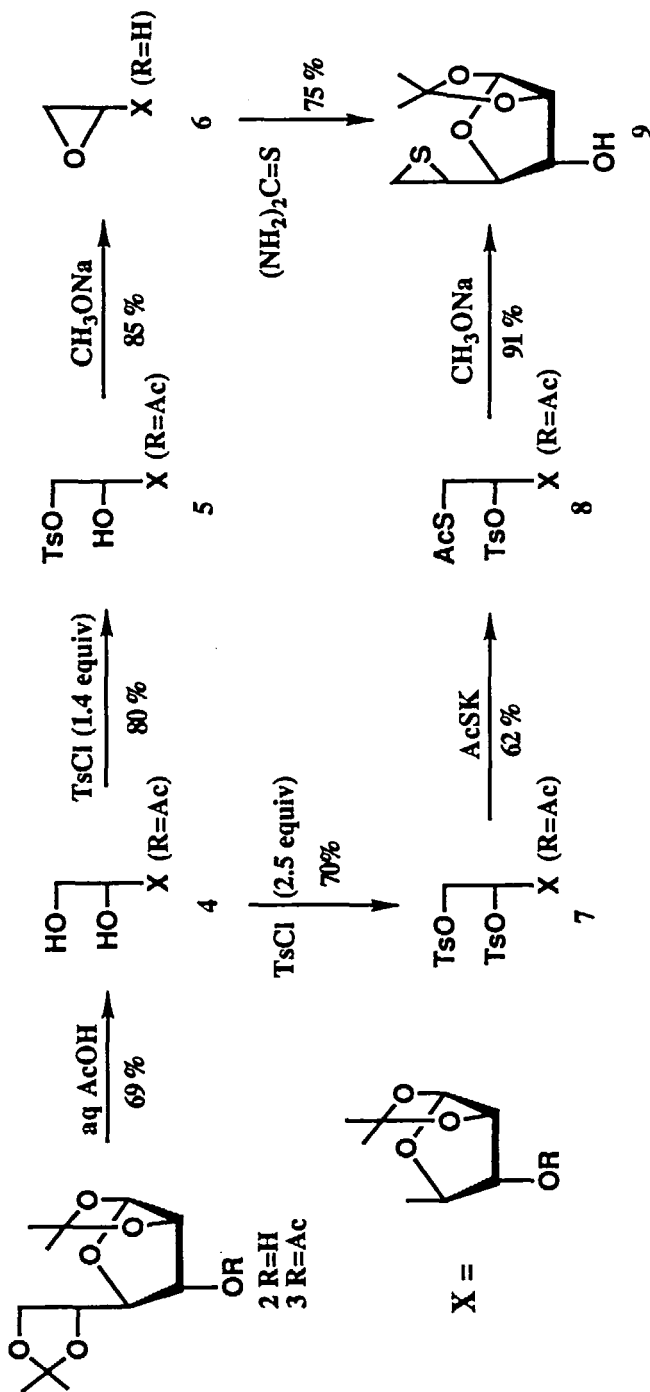 O
O
O
O
O
OR
2 R=H
3 R=Ac
aq AcOH
69 %
HO
HO
X (R=Ac)
4
TsCl (1.4 equiv)
80 %
TsO
HO
X (R=Ac)
5
CH₃ONa
85 %
O
X (R=H)
6
TsCl (2.5 equiv)
70%
(NH₂)₂C=S
75 %
X =
O
O
O
OR
TsO
TsO
X (R=Ac)
7
AcSK
62 %
AcS
TsO
X (R=Ac)
8
CH₃ONa
91 %
S
O
O
O
OH
9